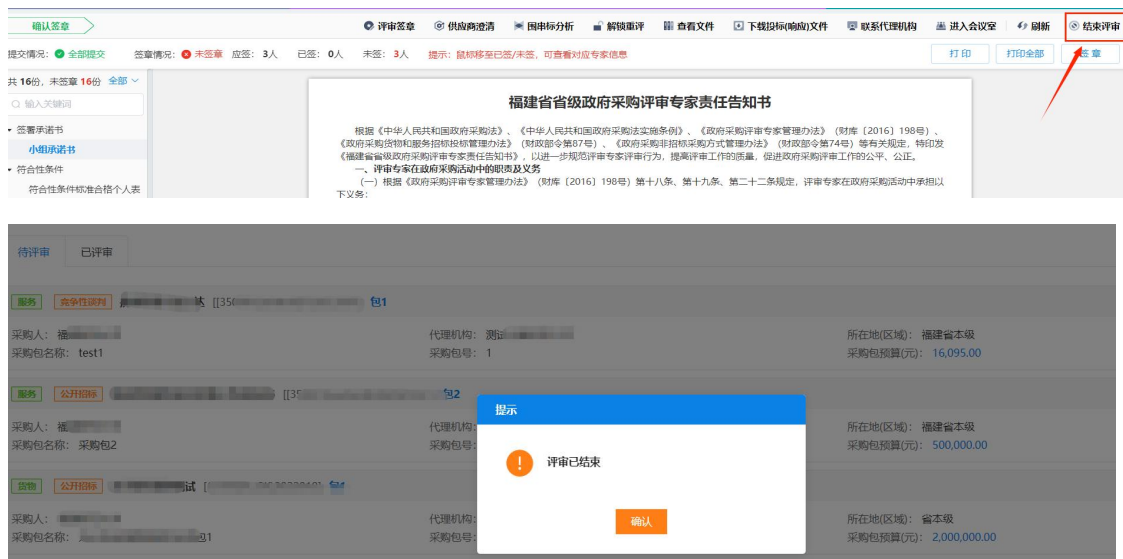 确认签章
评审签章 供应商澄清 围串标分析 解锁重评 查看文件 下载投标(响应)文件 联系代理机构 进入会议室 刷新 结束评审
提交情况: 全部提交 签章情况: 未签章 应签: 3人 已签: 0人 未签: 3人 提示: 鼠标移至已签/未签，可查看对应专家信息 打 印 打印全部 签 章
共 16份，未签章 16份 全部
输入关键词
签署承诺书
小组承诺书
符合性条件
符合性条件标准合格个人表
福建省省级政府采购评审专家责任告知书
根据《中华人民共和国政府采购法》、《中华人民共和国政府采购法实施条例》、《政府采购评审专家管理办法》（财库〔2016〕198号）、
《政府采购货物和服务招标投标管理办法》（财政部令第87号）、《政府采购非招标采购方式管理办法》（财政部令第74号）等有关规定，特印发
《福建省省级政府采购评审专家责任告知书》，以进一步规范评审专家评审行为，提高评审工作的质量，促进政府采购评审工作的公平、公正。
一、评审专家在政府采购活动中的职责及义务
（一）根据《政府采购评审专家管理办法》（财库〔2016〕198号）第十八条、第十九条、第二十二条规定，评审专家在政府采购活动中承担以
下义务：
待评审 已评审
服务 竞争性谈判 [[350 包1
采购人: 福 代理机构: 测试 所在地(区域): 福建省本级
采购包名称: test1 采购包号: 1 采购包预算(元): 16,095.00
服务 公开招标 [[35 包2
采购人: 福 代理机构: 所在地(区域): 福建省本级
采购包名称: 采购包2 采购包号: 采购包预算(元): 500,000.00
提示
评审已结束
确认
货物 公开招标 试 [
采购人: 代理机构: 所在地(区域): 省本级
采购包名称: 包1 采购包号: 采购包预算(元): 2,000,000.00